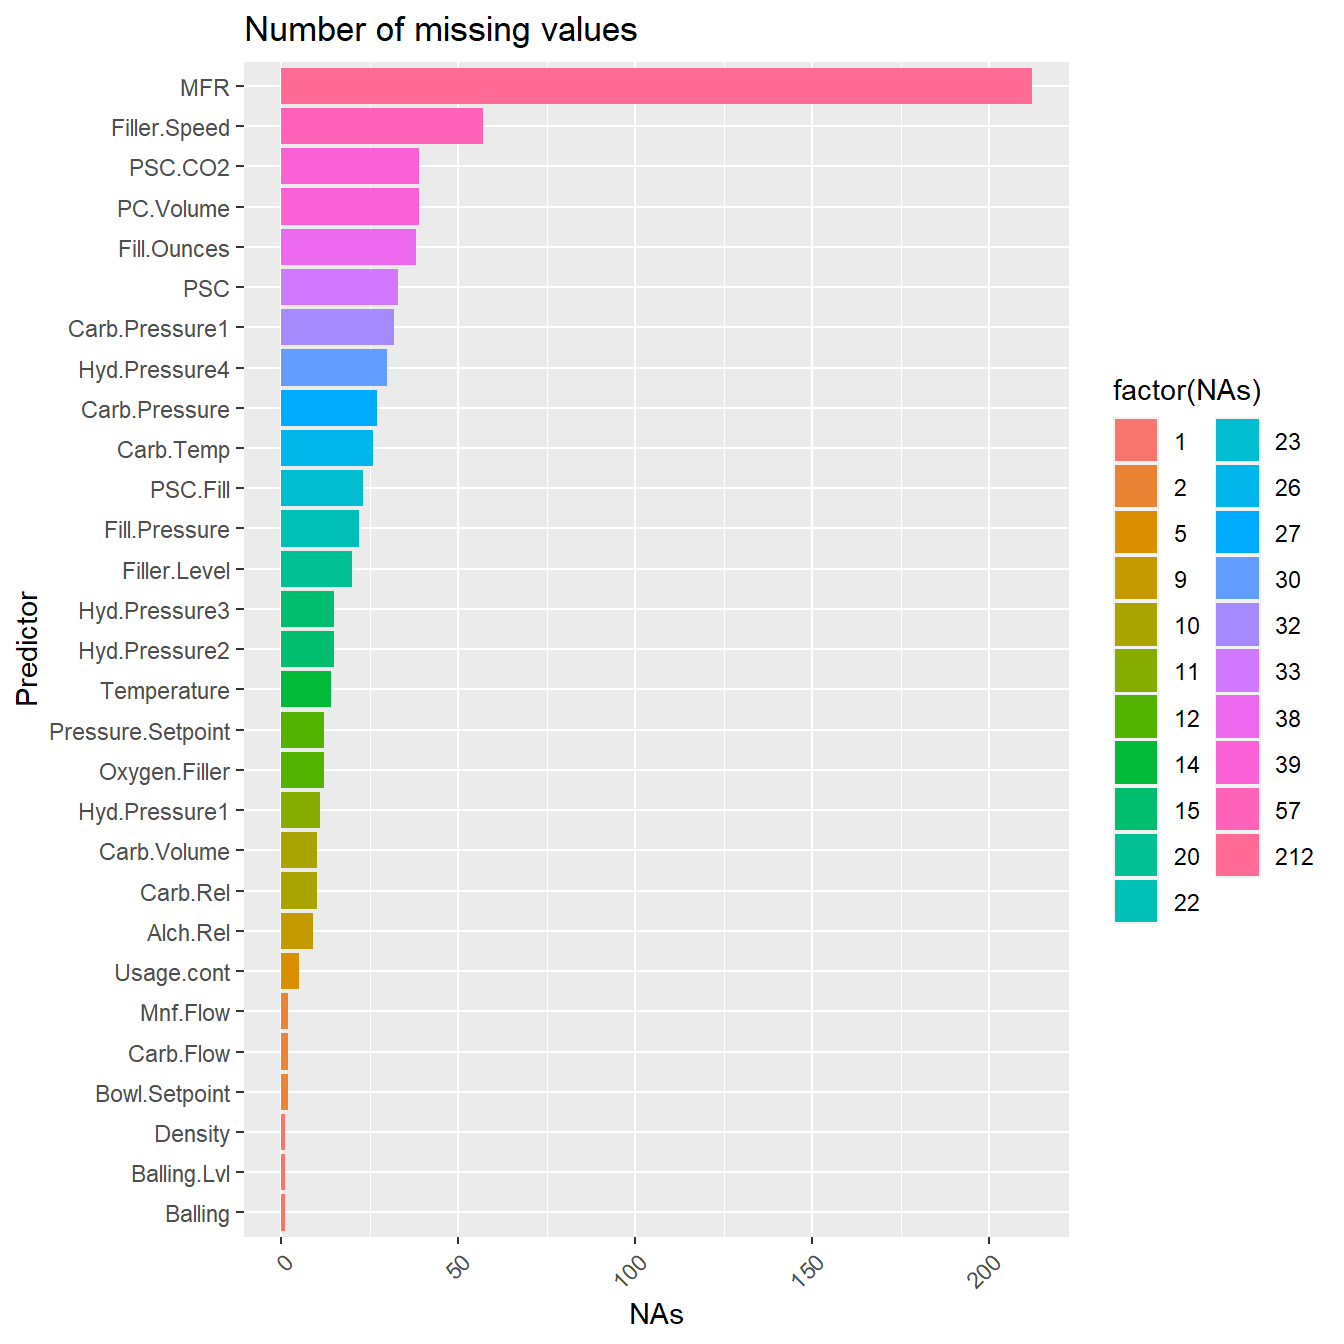 Number of missing values
MFR
Filler.Speed
PSC.CO2
PC.Volume
Fill.Ounces
PSC
Carb.Pressure1
Hyd.Pressure4
Carb.Pressure
Carb.Temp
PSC.Fill
Fill.Pressure
Filler.Level
Hyd.Pressure3
Hyd.Pressure2
Temperature
Pressure.Setpoint
Oxygen.Filler
Hyd.Pressure1
Carb.Volume
Carb.Rel
Alch.Rel
Usage.cont
Mnf.Flow
Carb.Flow
Bowl.Setpoint
Density
Balling.Lvl
Balling
Predictor
0 50 100 150 200
NAs
factor(NAs)
1 23
2 26
5 27
9 30
10 32
11 33
12 38
14 39
15 57
20 212
22